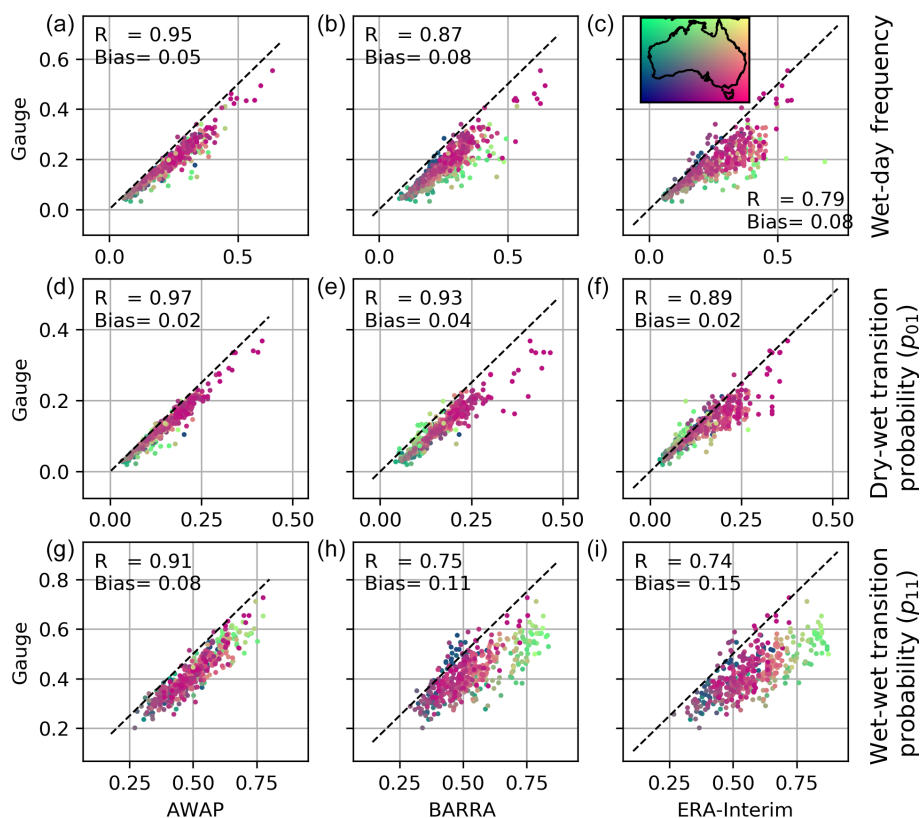 (a)
R = 0.95
Bias= 0.05
(b)
R = 0.87
Bias= 0.08
(c)
R = 0.79
Bias= 0.08
0.6
0.4
0.2
0.0
Gauge
0.0
0.5
0.0
0.5
0.0
0.5
Wet-day frequency
(d)
R = 0.97
Bias= 0.02
(e)
R = 0.93
Bias= 0.04
(f)
R = 0.89
Bias= 0.02
0.4
0.2
0.0
Gauge
0.00
0.25
0.50
0.00
0.25
0.50
0.00
0.25
0.50
Dry-wet transition
probability (p01)
(g)
R = 0.91
Bias= 0.08
(h)
R = 0.75
Bias= 0.11
(i)
R = 0.74
Bias= 0.15
0.8
0.6
0.4
0.2
Gauge
0.25
0.50
0.75
0.25
0.50
0.75
0.25
0.50
0.75
Wet-wet transition
probability (p11)
AWAP
BARRA
ERA-Interim